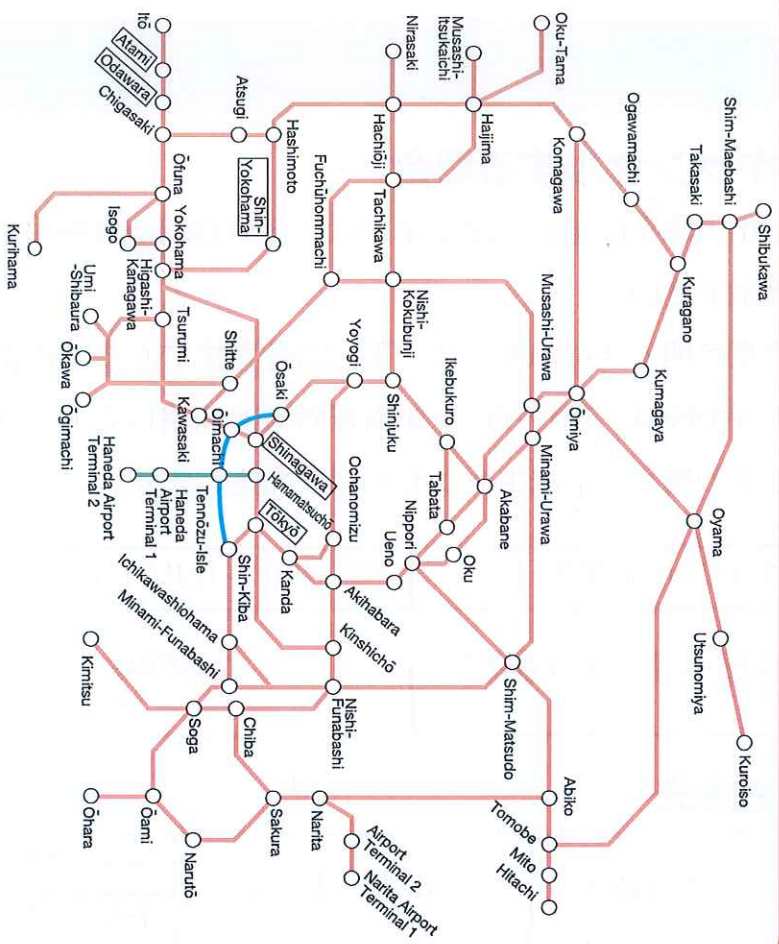 Shibukawa
Kuroiso
Shim-Maebashi
Utsunomiya
Takasaki
Oyama
Kuragano
Ogawamachi
Kumagaya
Oku-Tama
Komagawa
Ōmiya
Tomobe
Mito
Hitachi
Abiko
Musashi-Urawa
Minami-Urawa
Shim-Matsudo
Musashi-
Itsukaichi
Haijima
Akabane
Oku
Ikebukuro
Tabata
Nippori
Ueno
Nirasaki
Hachiōji
Tachikawa
Nishi-
Kokubunji
Shinjuku
Airport
Terminal 2
Narita Airport
Terminal 1
Narita
Sakura
Fuchūhommachi
Yoyogi
Ochanomizu
Akihabara
Kinshichō
Nishi-
Funabashi
Kanda
Hashimoto
Shin-
Yokohama
Atsugi
Shitte
Ōsaki
Shinagawa
Hamamatsuchō
Tōkyō
Chiba
Narutō
Ōimachi
Tennōzu-Isle
Shin-Kiba
Ichikawashiohama
Minami-Funabashi
Soga
Itō
Atami
Odawara
Chigasaki
Ōfuna
Yokohama
Higashi-
Kanagawa
Tsurumi
Kawasaki
Isogo
Haneda
Airport
Terminal 1
Haneda Airport
Terminal 2
Umi
-Shibaura
Ōkawa
Ōgimachi
Kurihama
Kimitsu
Ōami
Ōhara